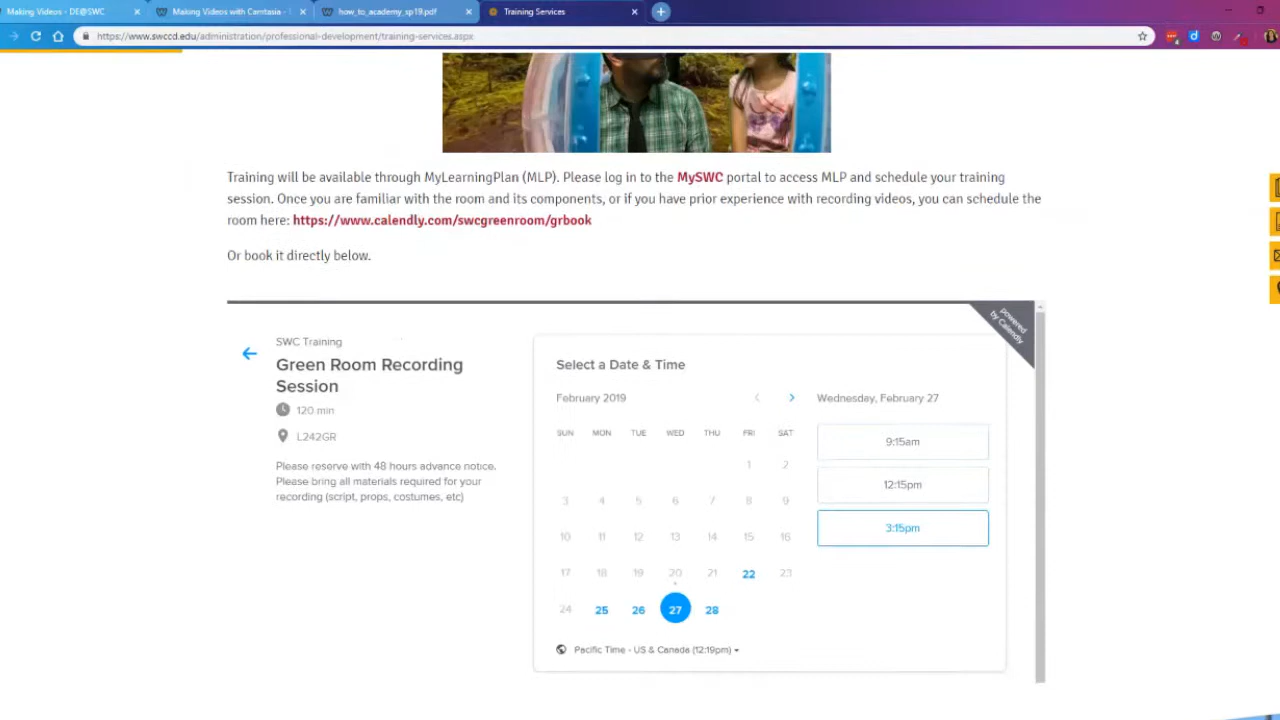 Making Videos - DE@SWC
Making Videos with Camtasia -
how_to_academy_sp19.pdf
Training Services
https://www.swccd.edu/administration/professional-development/training-services.aspx
Training will be available through MyLearningPlan (MLP). Please log in to the MySWC portal to access MLP and schedule your training
session. Once you are familiar with the room and its components, or if you have prior experience with recording videos, you can schedule the
room here: https://www.calendly.com/swcgreenroom/grbook
Or book it directly below.
powered
by Calendly
SWC Training
Green Room Recording
Session
120 min
L242GR
Please reserve with 48 hours advance notice.
Please bring all materials required for your
recording (script, props, costumes, etc)
Select a Date & Time
February 2019
Wednesday, February 27
SUN MON TUE WED THU FRI SAT
1 2
3 4 5 6 7 8 9
10 11 12 13 14 15 16
17 18 19 20 21 22 23
24 25 26 27 28
9:15am
12:15pm
3:15pm
Pacific Time - US & Canada (12:19pm)